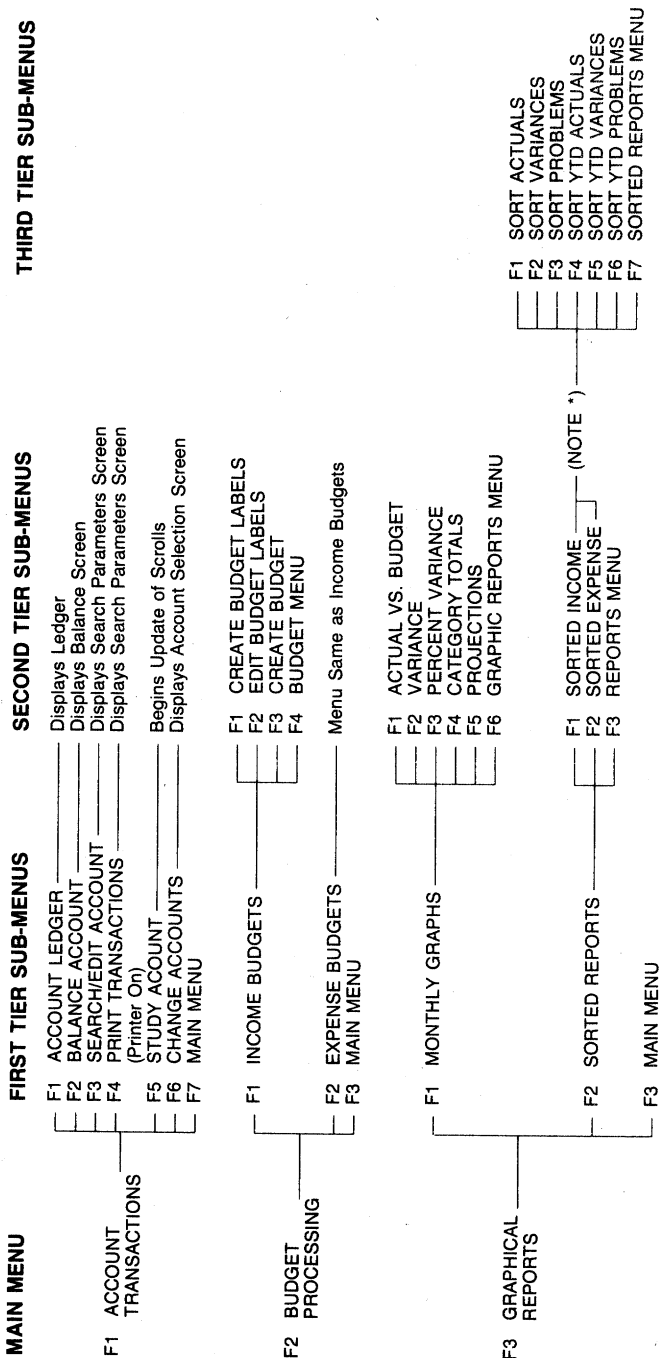 MAIN MENU
FIRST TIER SUB-MENUS
SECOND TIER SUB-MENUS
THIRD TIER SUB-MENUS
F1 ACCOUNT
TRANSACTIONS
F1 ACCOUNT LEDGER
Displays Ledger
F2 BALANCE ACCOUNT
Displays Balance Screen
F3 SEARCH/EDIT ACCOUNT
Displays Search Parameters Screen
F4 PRINT TRANSACTIONS
Displays Search Parameters Screen
(Printer On)
F5 STUDY ACOUNT
Begins Update of Scrolls
F6 CHANGE ACCOUNTS
Displays Account Selection Screen
F7 MAIN MENU
F2 BUDGET
PROCESSING
F1 INCOME BUDGETS
F1 CREATE BUDGET LABELS
F2 EDIT BUDGET LABELS
F3 CREATE BUDGET
F4 BUDGET MENU
F2 EXPENSE BUDGETS
Menu Same as Income Budgets
F3 MAIN MENU
F3 GRAPHICAL
REPORTS
F1 MONTHLY GRAPHS
F1 ACTUAL VS. BUDGET
F2 VARIANCE
F3 PERCENT VARIANCE
F4 CATEGORY TOTALS
F5 PROJECTIONS
F6 GRAPHIC REPORTS MENU
F2 SORTED REPORTS
F1 SORTED INCOME
F2 SORTED EXPENSE
F3 REPORTS MENU
(NOTE *)
F1 SORT ACTUALS
F2 SORT VARIANCES
F3 SORT PROBLEMS
F4 SORT YTD ACTUALS
F5 SORT YTD VARIANCES
F6 SORT YTD PROBLEMS
F7 SORTED REPORTS MENU
F3 MAIN MENU